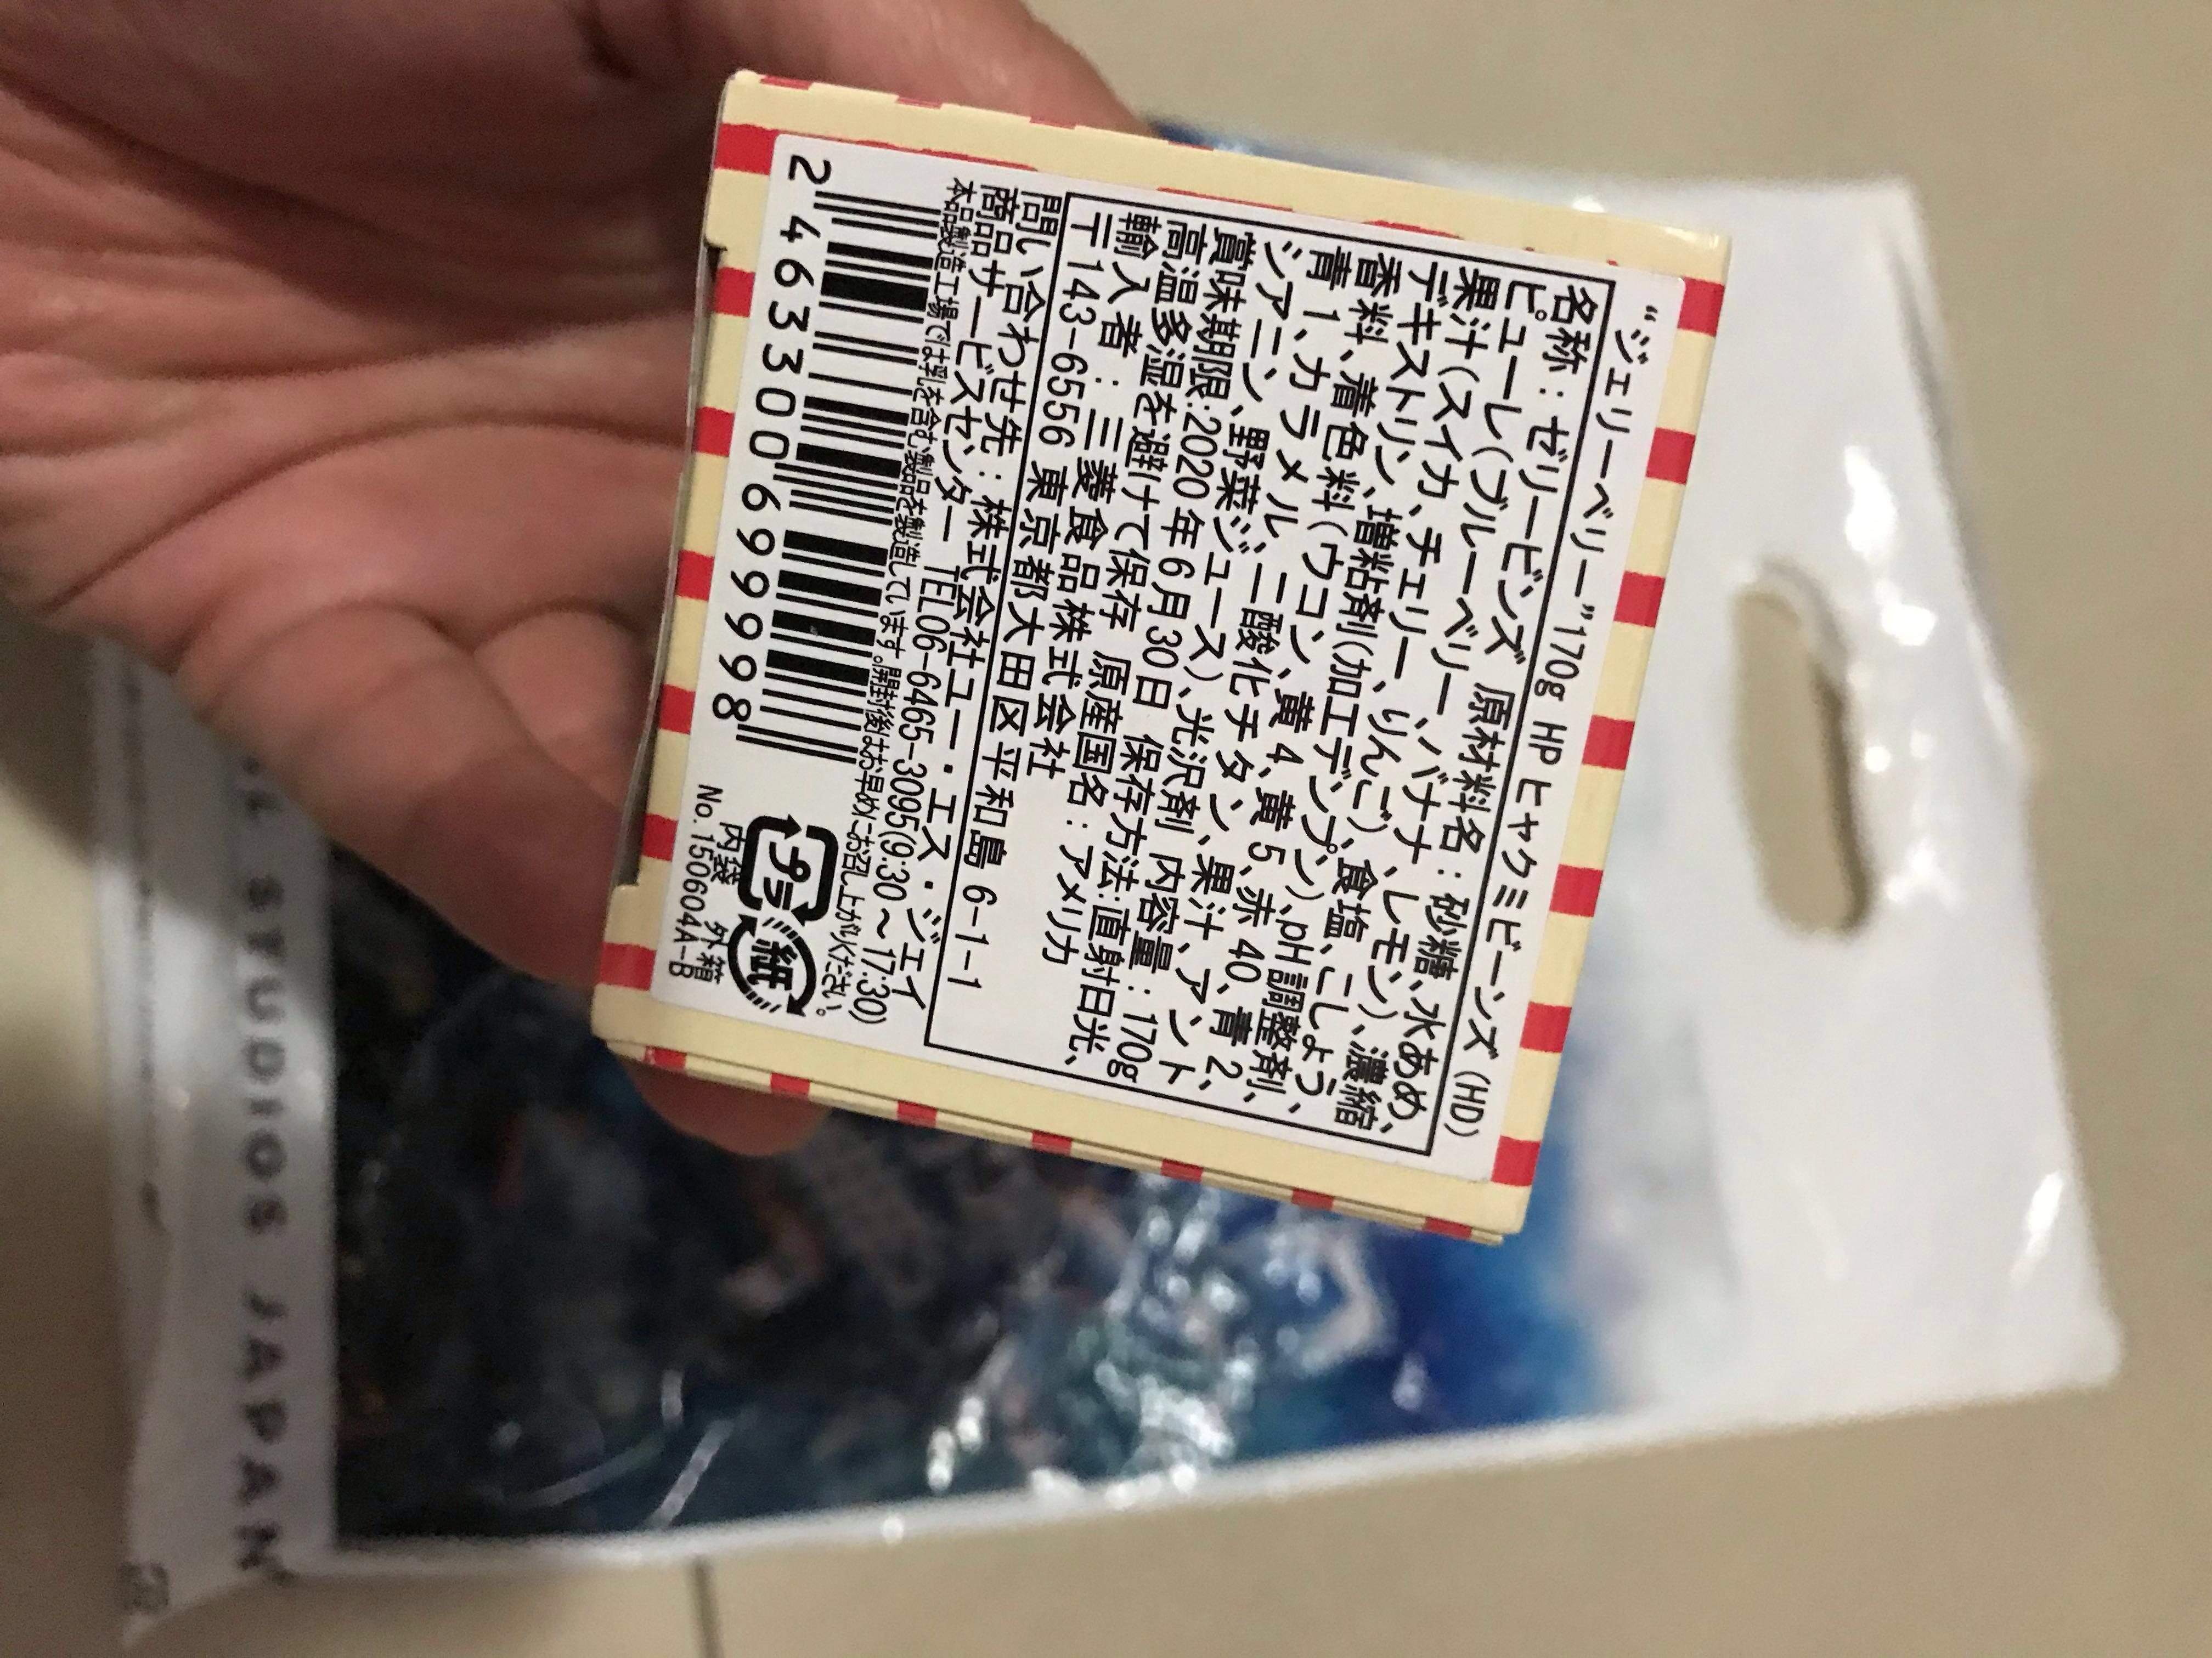 “ジェリーベリー”170g HP ヒャクミビーンズ (HD)
名称：ゼリービンズ 原材料名：砂糖、水あめ、
ピューレ(ブルーベリー、バナナ、レモン)、濃縮
果汁(スイカ、チェリー、りんご)、食塩、こしょう、
デキストリン、増粘剤(加工デンプン)、pH調整剤、
香料、着色料(ウコン、黄4、黄5、赤40、青2、
青1、カラメル、二酸化チタン、果汁、アント
シアニン、野菜ジュース)、光沢剤 内容量：170g
賞味期限:2020年6月30日 保存方法:直射日光、
高温多湿を避けて保存 原産国名：アメリカ
輸入者：三菱食品株式会社
〒143-6556 東京都大田区平和島 6-1-1
問い合わせ先：株式会社ユー・エス・ジェイ
商品サービスセンター TEL06-6465-3095(9:30～17:30)
本品製造工場では乳を含む製品を製造しています。開封後はお早めにお召し上がりください。
2 463300 699998
プラ 紙
内袋 外箱
No.150604A-B
STUDIOS JAPAN